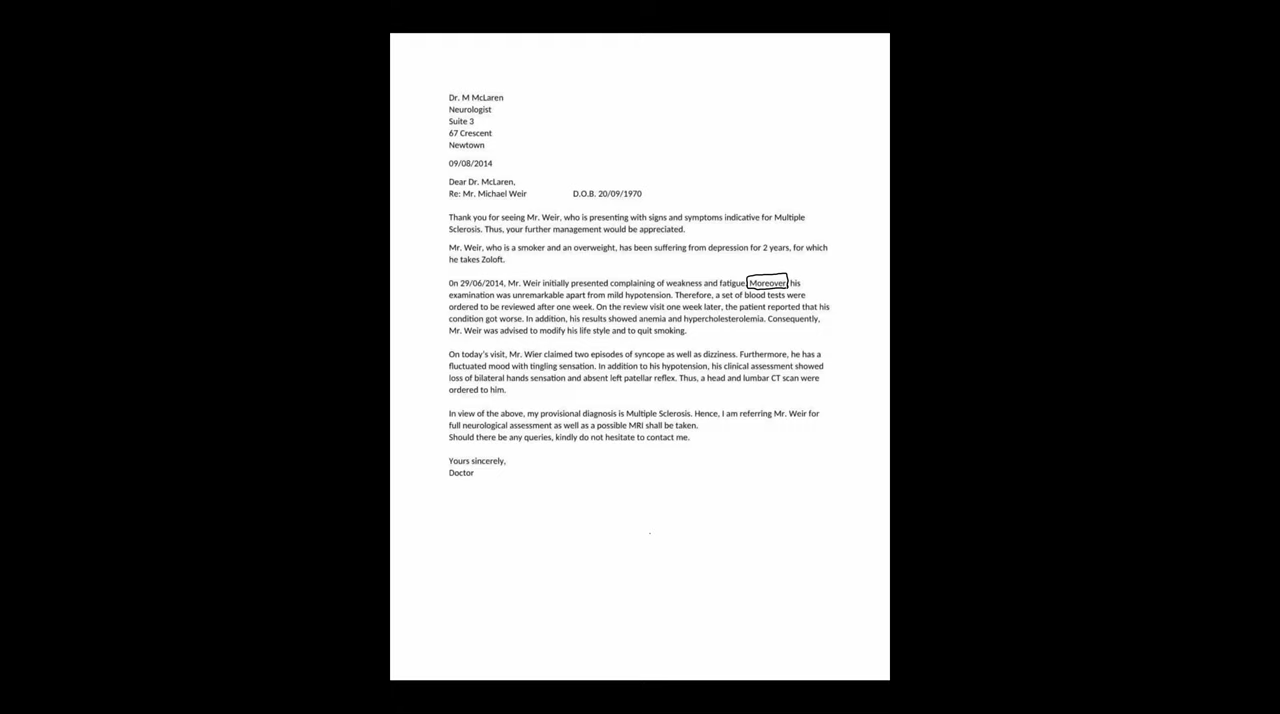 Dr. M McLaren
Neurologist
Suite 3
67 Crescent
Newtown
09/08/2014
Dear Dr. McLaren,
Re: Mr. Michael Weir D.O.B. 20/09/1970
Thank you for seeing Mr. Weir, who is presenting with signs and symptoms indicative for Multiple
Sclerosis. Thus, your further management would be appreciated.
Mr. Weir, who is a smoker and an overweight, has been suffering from depression for 2 years, for which
he takes Zoloft.
0n 29/06/2014, Mr. Weir initially presented complaining of weakness and fatigue. Moreover, his
examination was unremarkable apart from mild hypotension. Therefore, a set of blood tests were
ordered to be reviewed after one week. On the review visit one week later, the patient reported that his
condition got worse. In addition, his results showed anemia and hypercholesterolemia. Consequently,
Mr. Weir was advised to modify his life style and to quit smoking.
On today's visit, Mr. Wier claimed two episodes of syncope as well as dizziness. Furthermore, he has a
fluctuated mood with tingling sensation. In addition to his hypotension, his clinical assessment showed
loss of bilateral hands sensation and absent left patellar reflex. Thus, a head and lumbar CT scan were
ordered to him.
In view of the above, my provisional diagnosis is Multiple Sclerosis. Hence, I am referring Mr. Weir for
full neurological assessment as well as a possible MRI shall be taken.
Should there be any queries, kindly do not hesitate to contact me.
Yours sincerely,
Doctor